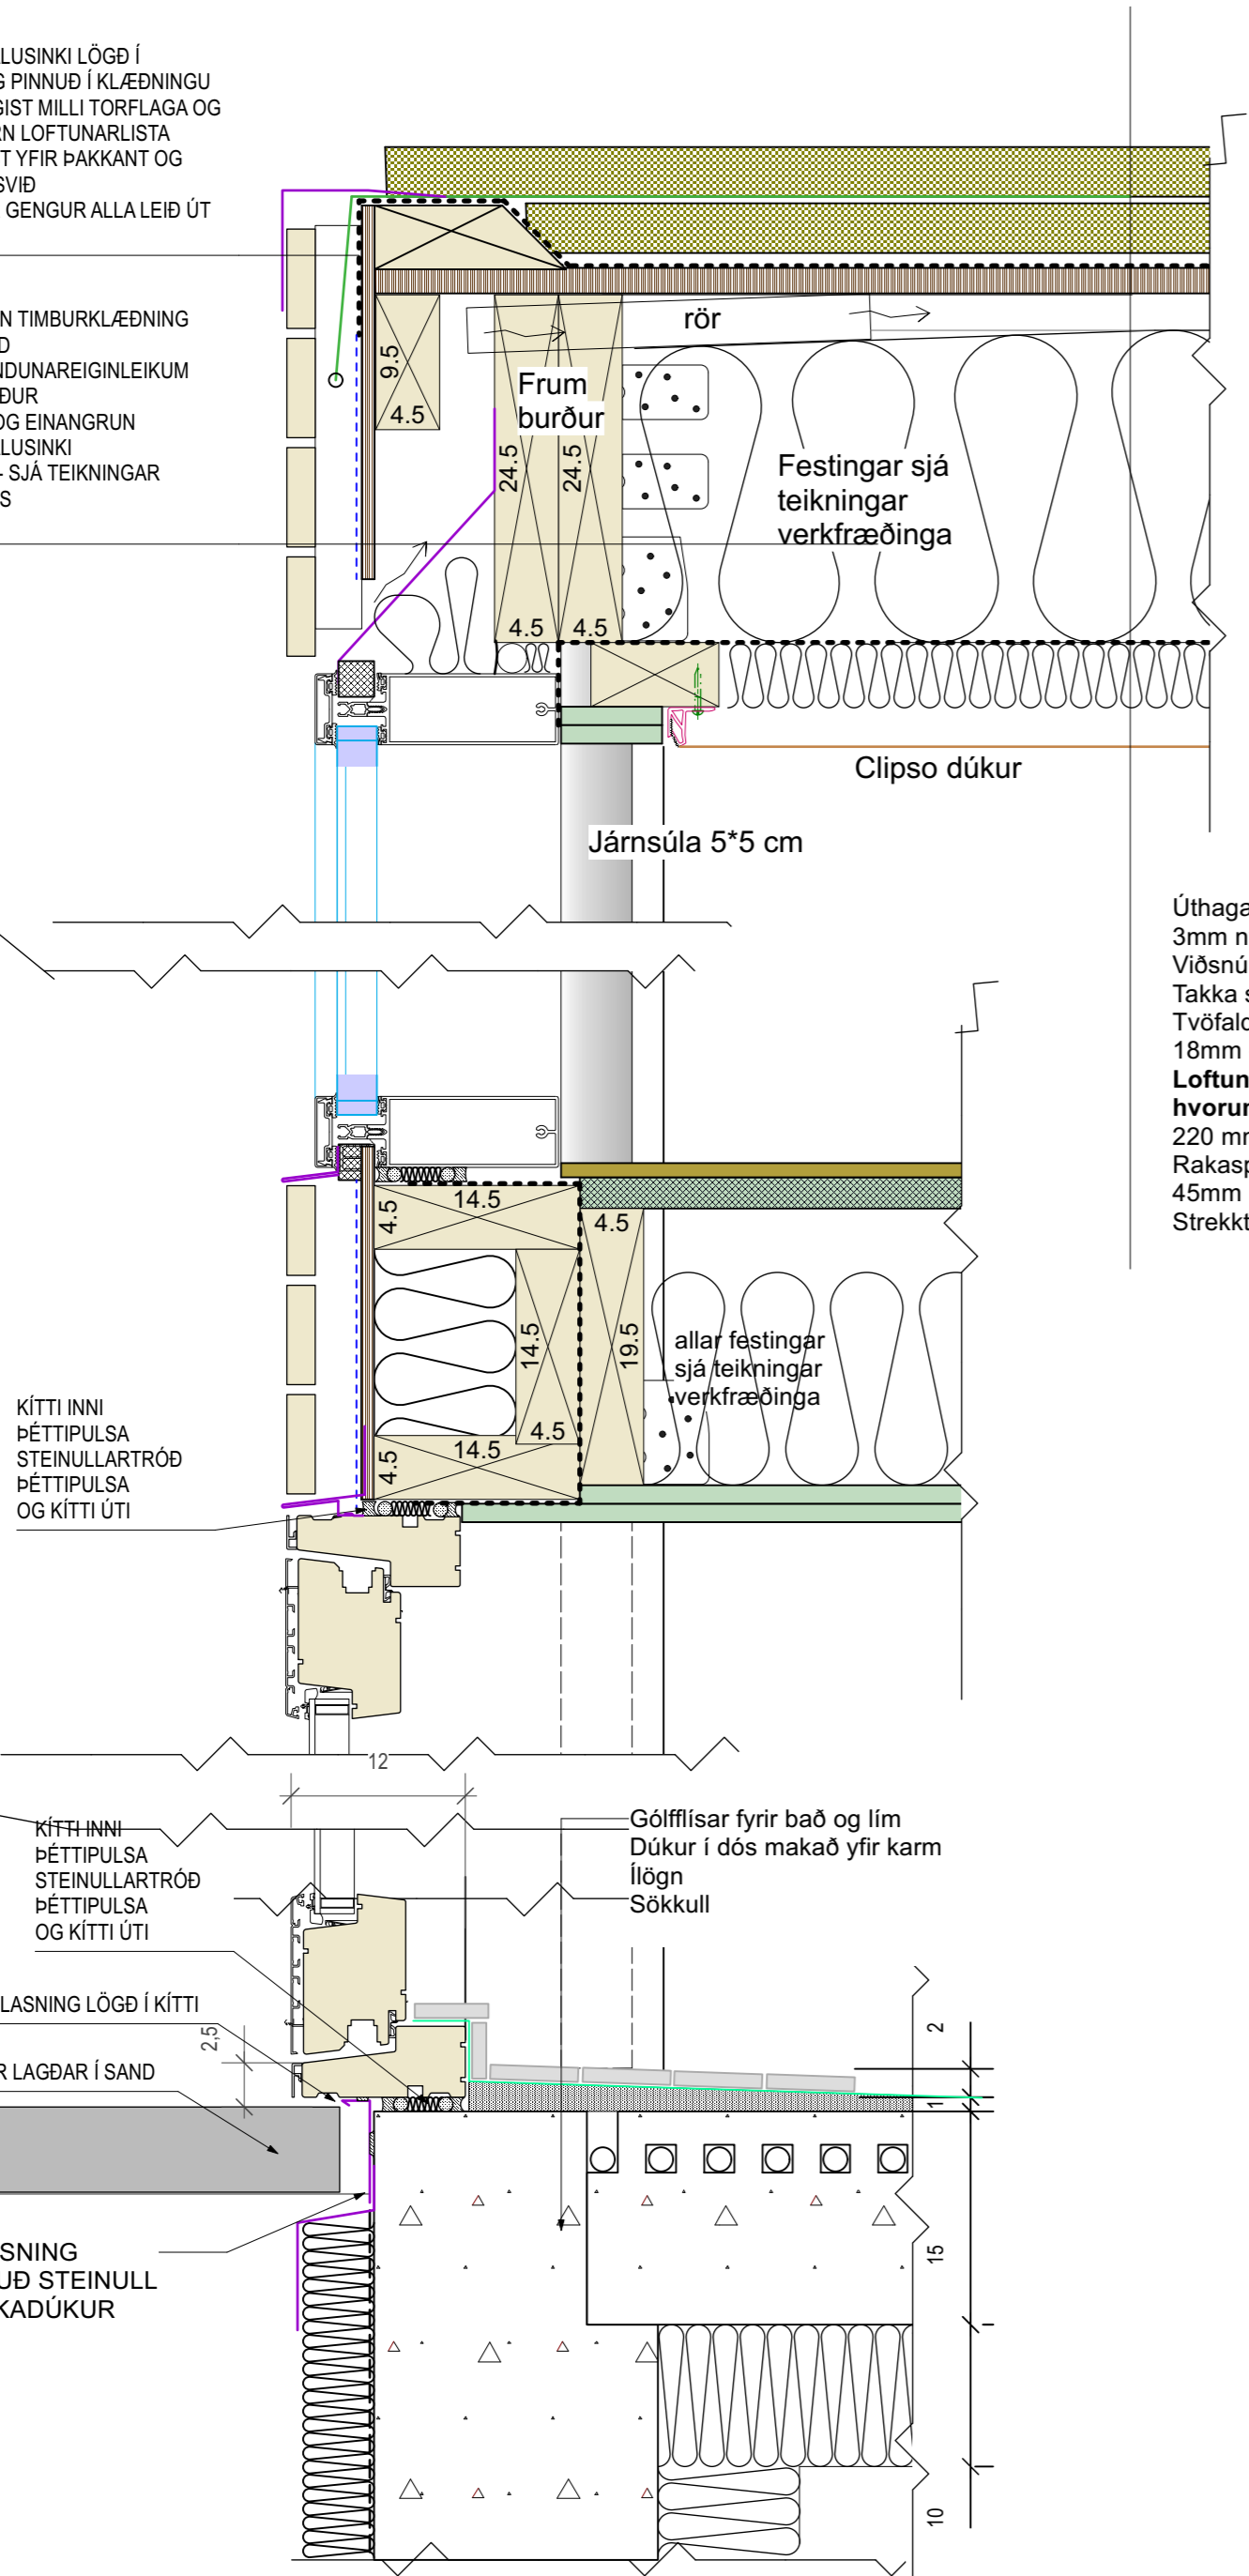 LUSINKI LÖGÐ Í
G PINNUÐ Í KLÆÐNINGU
GIST MILLI TORFLAGA OG
RN LOFTUNARLISTA
T YFIR ÞAKKANT OG
SVIÐ
GENGUR ALLA LEIÐ ÚT
N TIMBURKLÆÐNING
D
NDUNAREIGINLEIKUM
ÐUR
OG EINANGRUN
LUSINKI
- SJÁ TEIKNINGAR
S
rör
9.5
4.5
Frum
burður
24.5
24.5
4.5
4.5
Festingar sjá
teikningar
verkfræðinga
Clipso dúkur
Járnsúla 5*5 cm
Úthaga
3mm n
Viðsnú
Takka s
Tvöfald
18mm
Loftun
hvorun
220 mm
Rakasp
45mm
Strekkt
4.5
14.5
4.5
14.5
19.5
4.5
4.5
14.5
allar festingar
sjá teikningar
verkfræðinga
KÍTTI INNI
ÞÉTTIPULSA
STEINULLARTRÓÐ
ÞÉTTIPULSA
OG KÍTTI ÚTI
12
KÍTTI INNI
ÞÉTTIPULSA
STEINULLARTRÓÐ
ÞÉTTIPULSA
OG KÍTTI ÚTI
Gólfflísar fyrir bað og lím
Dúkur í dós makað yfir karm
Ílögn
Sökkull
LASNING LÖGÐ Í KÍTTI
2,5
R LAGÐAR Í SAND
2
1
15
10
SNING
UÐ STEINULL
KADÚKUR